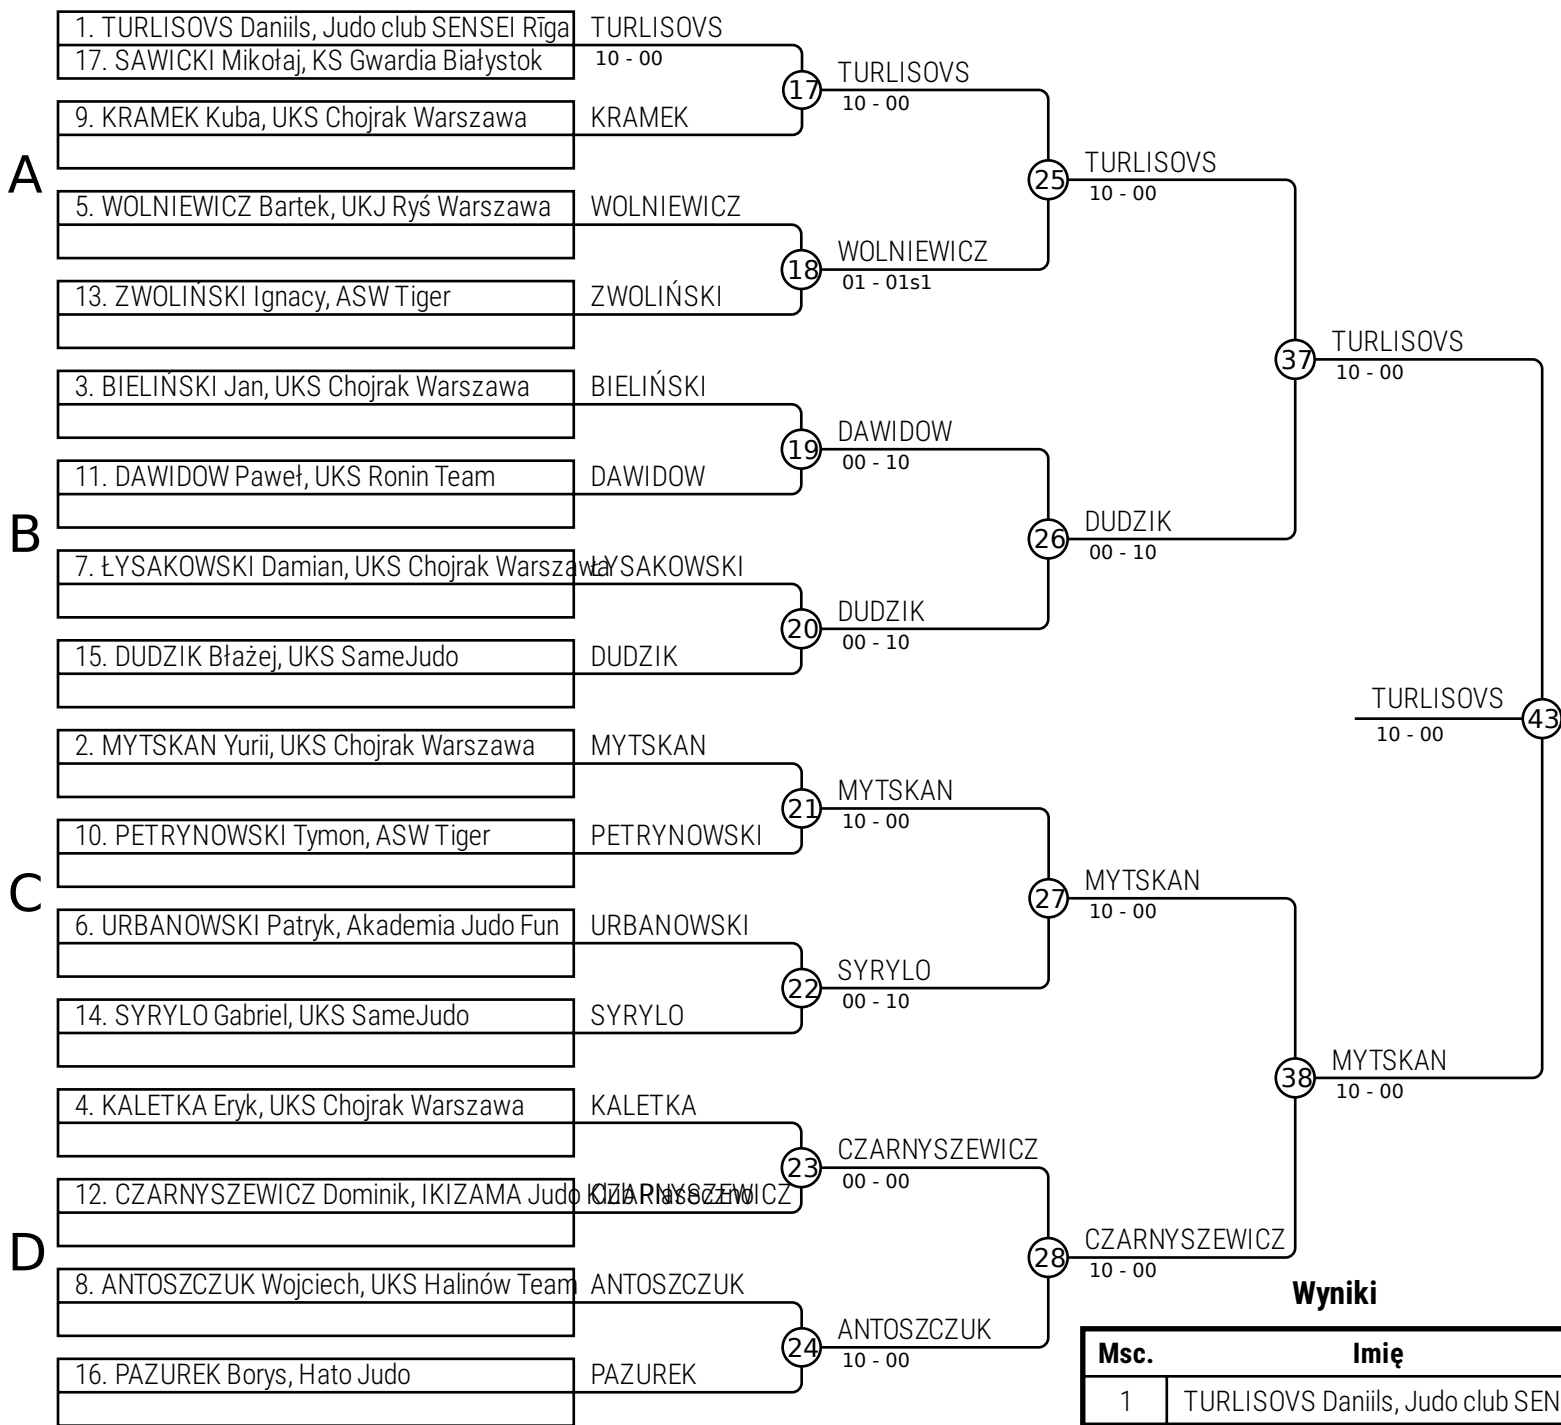 1. TURLISOVS Daniils, Judo club SENSEI Rīga
17. SAWICKI Mikołaj, KS Gwardia Białystok
TURLISOVS
10 - 00
9. KRAMEK Kuba, UKS Chojrak Warszawa
KRAMEK
17
TURLISOVS
10 - 00
A
5. WOLNIEWICZ Bartek, UKJ Ryś Warszawa
WOLNIEWICZ
25
TURLISOVS
10 - 00
18
WOLNIEWICZ
01 - 01s1
13. ZWOLIŃSKI Ignacy, ASW Tiger
ZWOLIŃSKI
37
TURLISOVS
10 - 00
3. BIELIŃSKI Jan, UKS Chojrak Warszawa
BIELIŃSKI
19
DAWIDOW
00 - 10
11. DAWIDOW Paweł, UKS Ronin Team
DAWIDOW
B
26
DUDZIK
00 - 10
7. ŁYSAKOWSKI Damian, UKS Chojrak Warszawa
ŁYSAKOWSKI
20
DUDZIK
00 - 10
15. DUDZIK Błażej, UKS SameJudo
DUDZIK
TURLISOVS
10 - 00
43
2. MYTSKAN Yurii, UKS Chojrak Warszawa
MYTSKAN
21
MYTSKAN
10 - 00
10. PETRYNOWSKI Tymon, ASW Tiger
PETRYNOWSKI
C
27
MYTSKAN
10 - 00
6. URBANOWSKI Patryk, Akademia Judo Fun
URBANOWSKI
22
SYRYLO
00 - 10
14. SYRYLO Gabriel, UKS SameJudo
SYRYLO
38
MYTSKAN
10 - 00
4. KALETKA Eryk, UKS Chojrak Warszawa
KALETKA
23
CZARNYSZEWICZ
00 - 00
12. CZARNYSZEWICZ Dominik, IKIZAMA Judo Klub Piaseczno
CZARNYSZEWICZ
D
28
CZARNYSZEWICZ
10 - 00
8. ANTOSZCZUK Wojciech, UKS Halinów Team
ANTOSZCZUK
24
ANTOSZCZUK
10 - 00
16. PAZUREK Borys, Hato Judo
PAZUREK
Wyniki
Msc. Imię
1 TURLISOVS Daniils, Judo club SEN